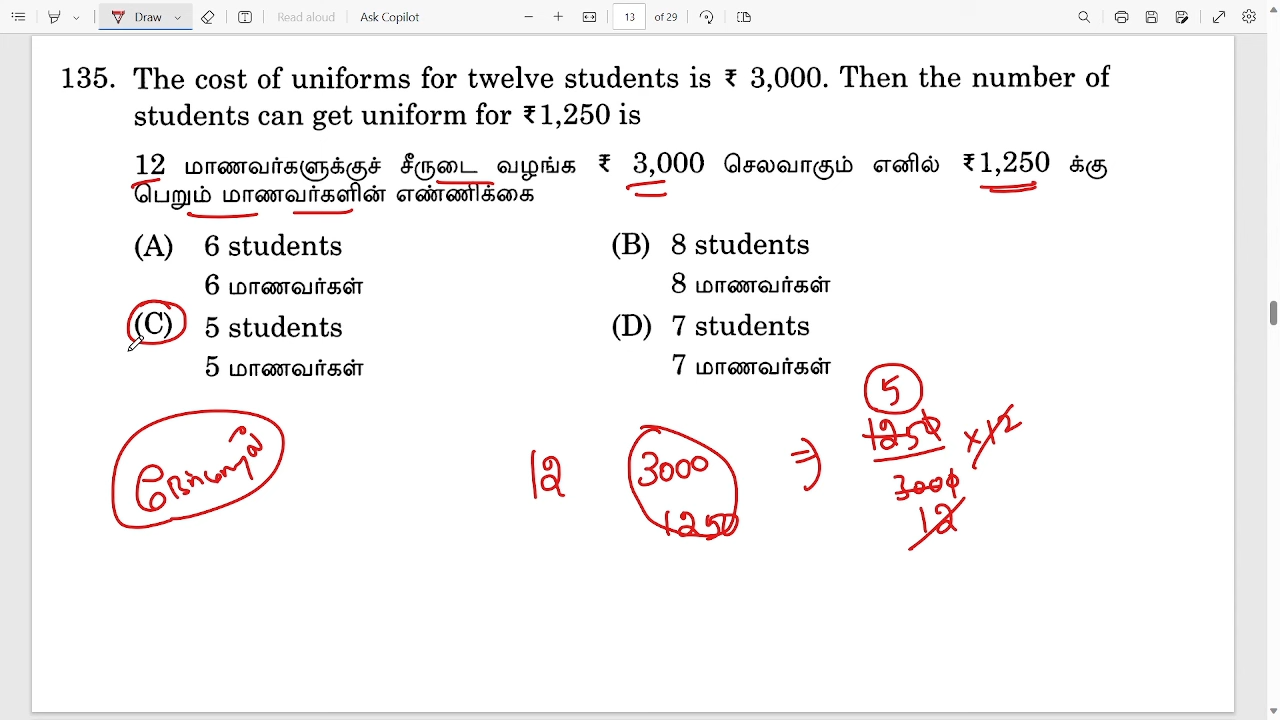 Draw
Read aloud
Ask Copilot
13 of 29
135. The cost of uniforms for twelve students is ₹ 3,000. Then the number of
students can get uniform for ₹1,250 is
12 மாணவர்களுக்குச் சீருடை வழங்க ₹ 3,000 செலவாகும் எனில் ₹1,250 க்கு
பெறும் மாணவர்களின் எண்ணிக்கை
(A) 6 students
6 மாணவர்கள்
(B) 8 students
8 மாணவர்கள்
(C) 5 students
5 மாணவர்கள்
(D) 7 students
7 மாணவர்கள்
12 3000
1250
⇒
5
1250 ×12
3000
12